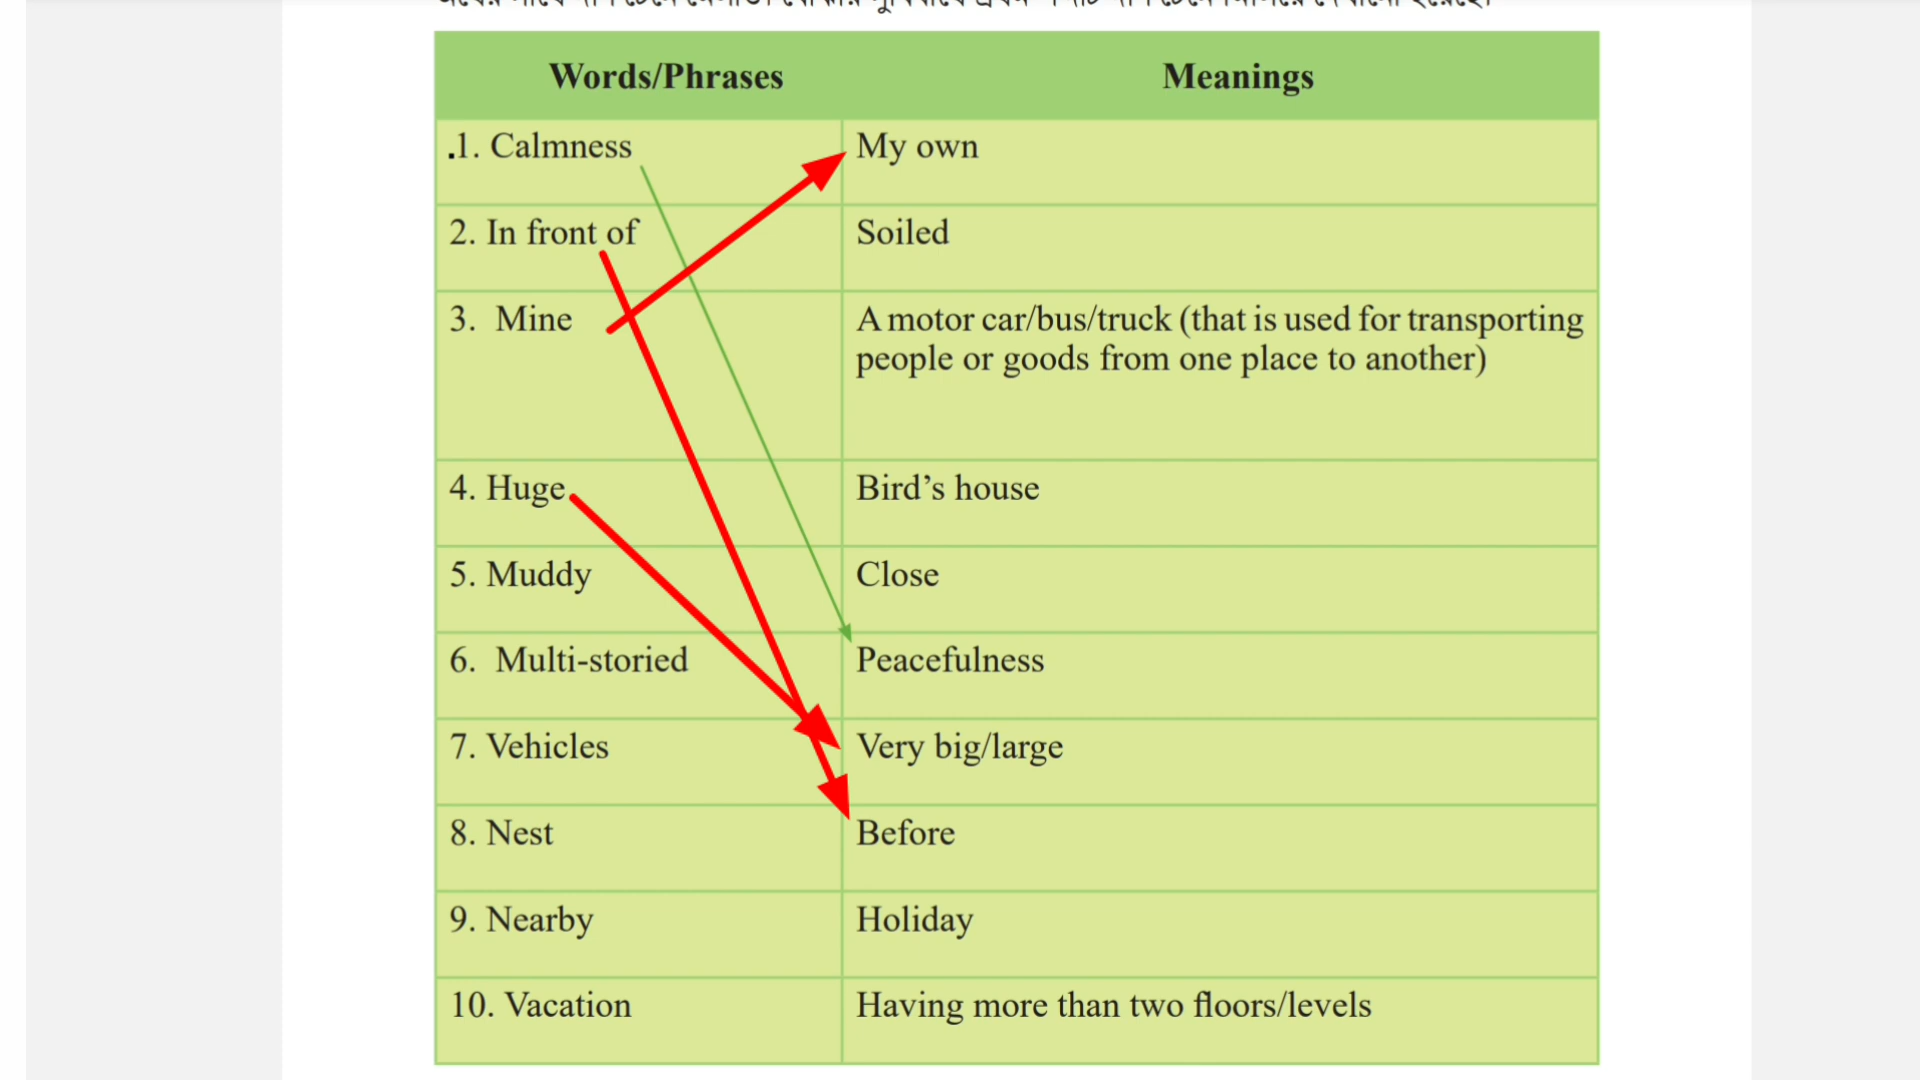 Words/Phrases Meanings
.1. Calmness My own
2. In front of Soiled
3. Mine A motor car/bus/truck (that is used for transporting
people or goods from one place to another)
4. Huge Bird’s house
5. Muddy Close
6. Multi-storied Peacefulness
7. Vehicles Very big/large
8. Nest Before
9. Nearby Holiday
10. Vacation Having more than two floors/levels